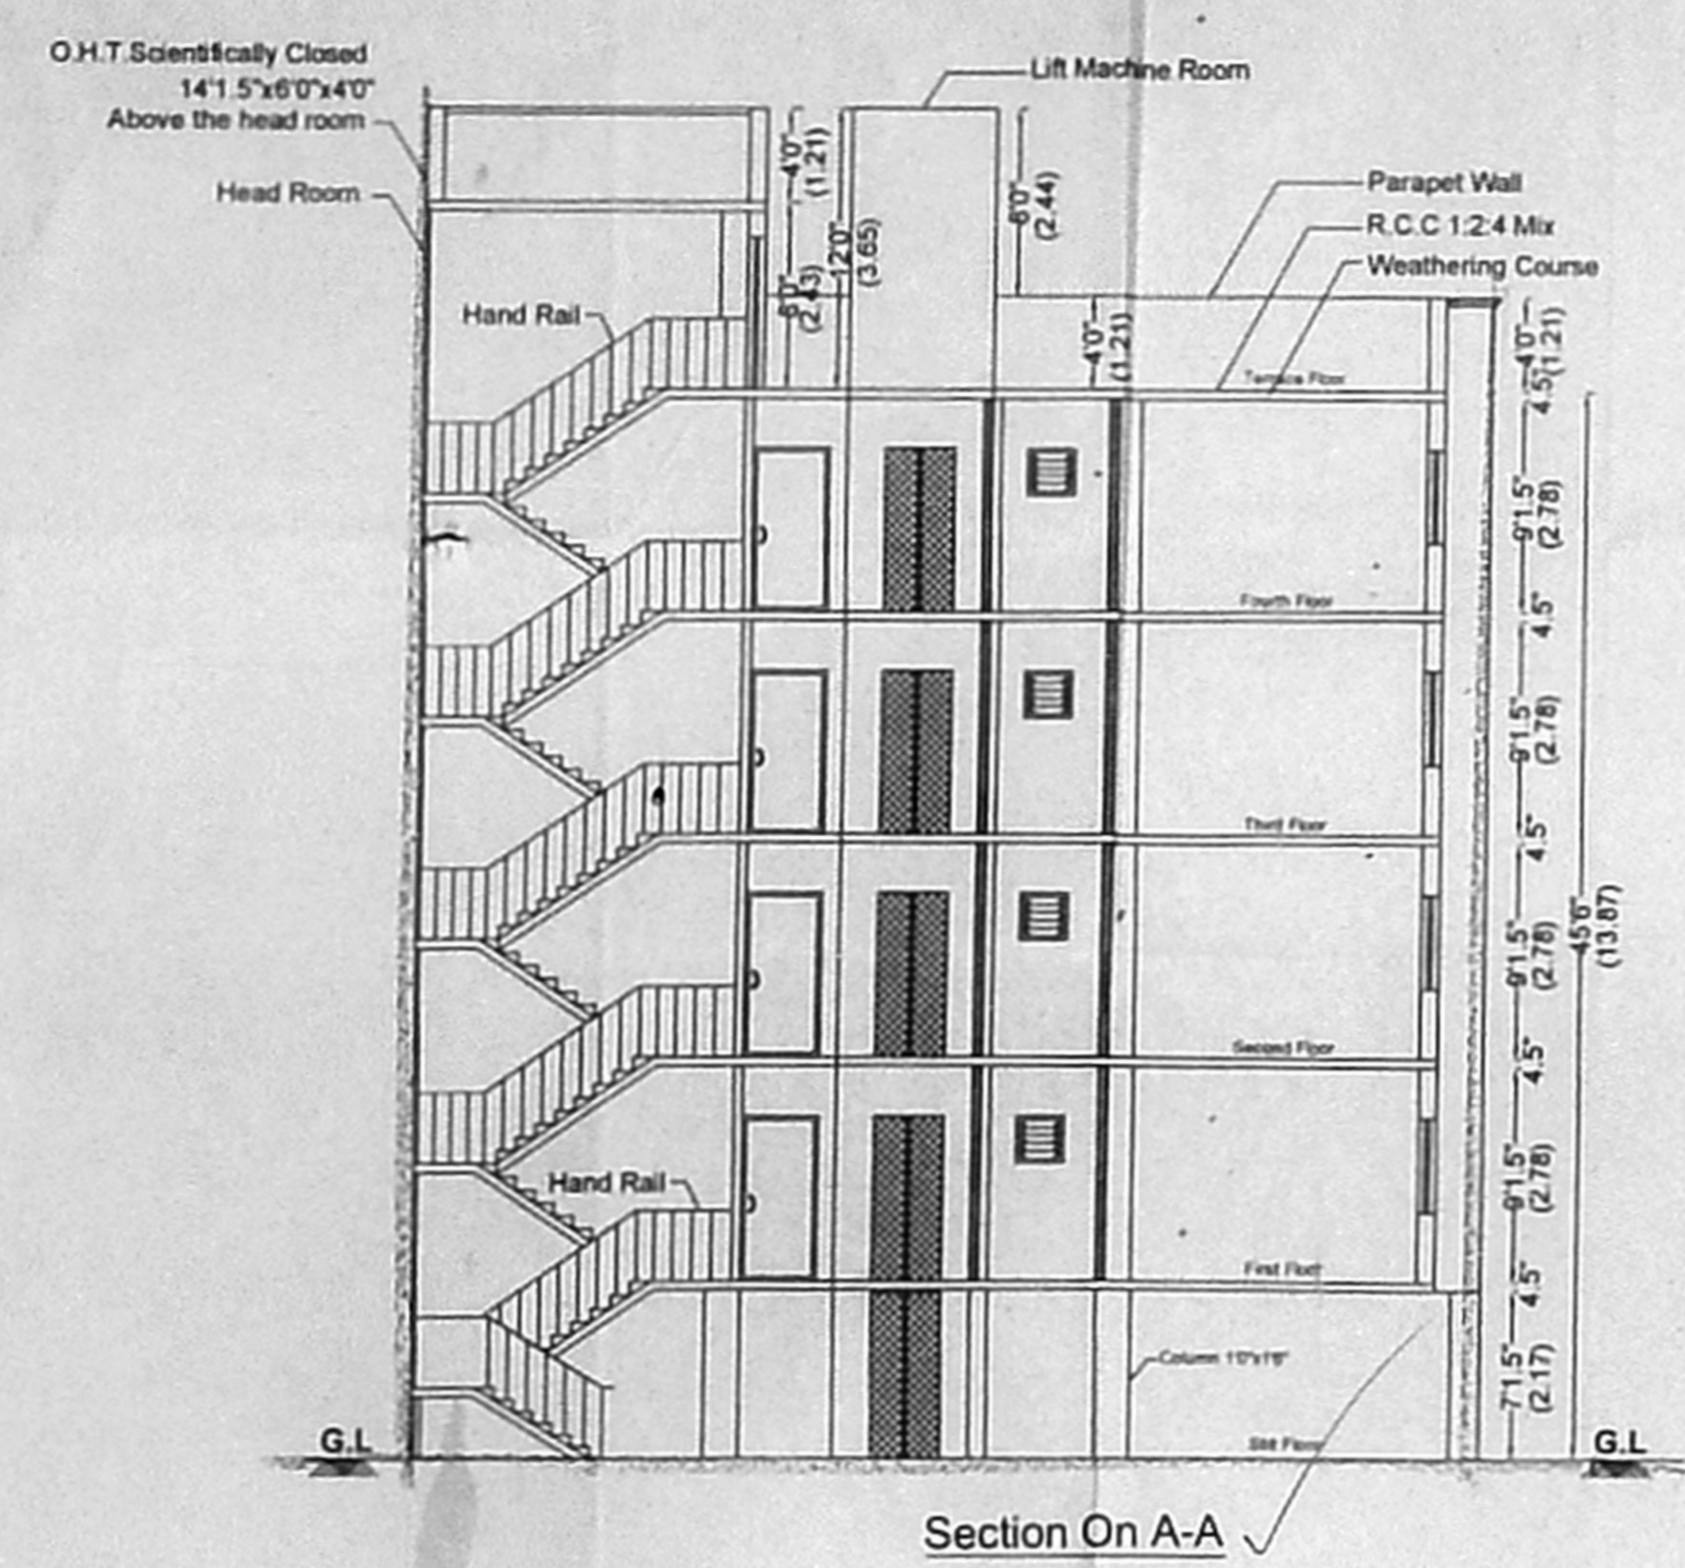 O.H.T.Scientifically Closed
14'1.5"x6'0"x4'0"
Above the head room
Head Room
Hand Rail
Lift Machine Room
4'0"
(1.21)
12'0"
(3.65)
(2.43)
(2.44)
Parapet Wall
R.C.C 1:2:4 Mix
Weathering Course
4'0"
(1.21)
Terrace Floor
4'0"
(1.21)
4.5"
9'1.5"
(2.78)
Fourth Floor
4.5"
9'1.5"
(2.78)
Third Floor
4.5"
9'1.5"
(2.78)
45'6"
(13.87)
Second Floor
4.5"
9'1.5"
(2.78)
Hand Rail
First Floor
4.5"
Column 1'0"x1'6"
7'1.5"
(2.17)
Stilt Floor
G.L
G.L
Section On A-A